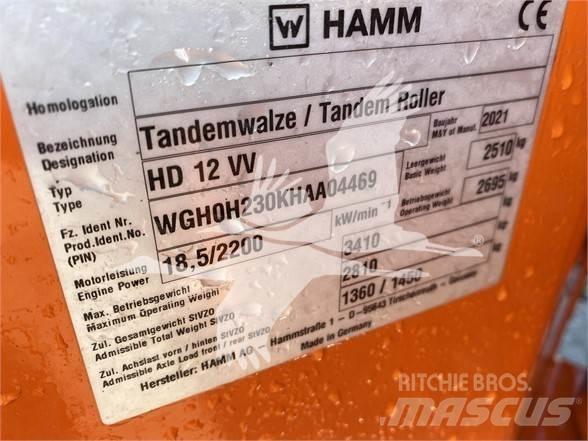 W HAMM CE
Homologation
Bezeichnung
Designation
Tandemwalze / Tandem Roller
Baujahr
M&Y of Manuf.
2021
Typ
Type
HD 12 VV
Leergewicht
Basic Weight
2510 kg
Fz. Ident Nr.
Prod.Ident.No.
(PIN)
WGH0H230KHAA04469
Betriebsgewicht
Operating Weight
2695 kg
Motorleistung
Engine Power
18,5/2200 kW/min⁻¹
Max. Betriebsgewicht
Maximum Operating Weight
3410
Zul. Gesamtgewicht StVZO
Admissible Total Weight StVZO
2810
Zul. Achslast vorn / hinten StVZO
Admissible Axle Load front / rear StVZO
1360 / 1450
Hersteller: HAMM AG - Hammstraße 1 - D-95643 Tirschenreuth - Germany
Made in Germany
RITCHIE BROS.
MASCUS